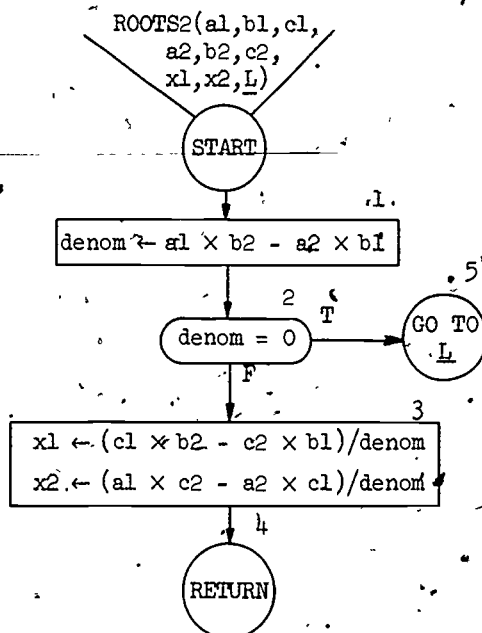 ROOTS2(a1,b1,c1,
a2,b2,c2,
x1,x2,L)
START
1
denom ← a1 × b2 - a2 × b1
2
denom = 0
T
5
GO TO
L
F
3
x1 ← (c1 × b2 - c2 × b1)/denom
x2 ← (a1 × c2 - a2 × c1)/denom
4
RETURN